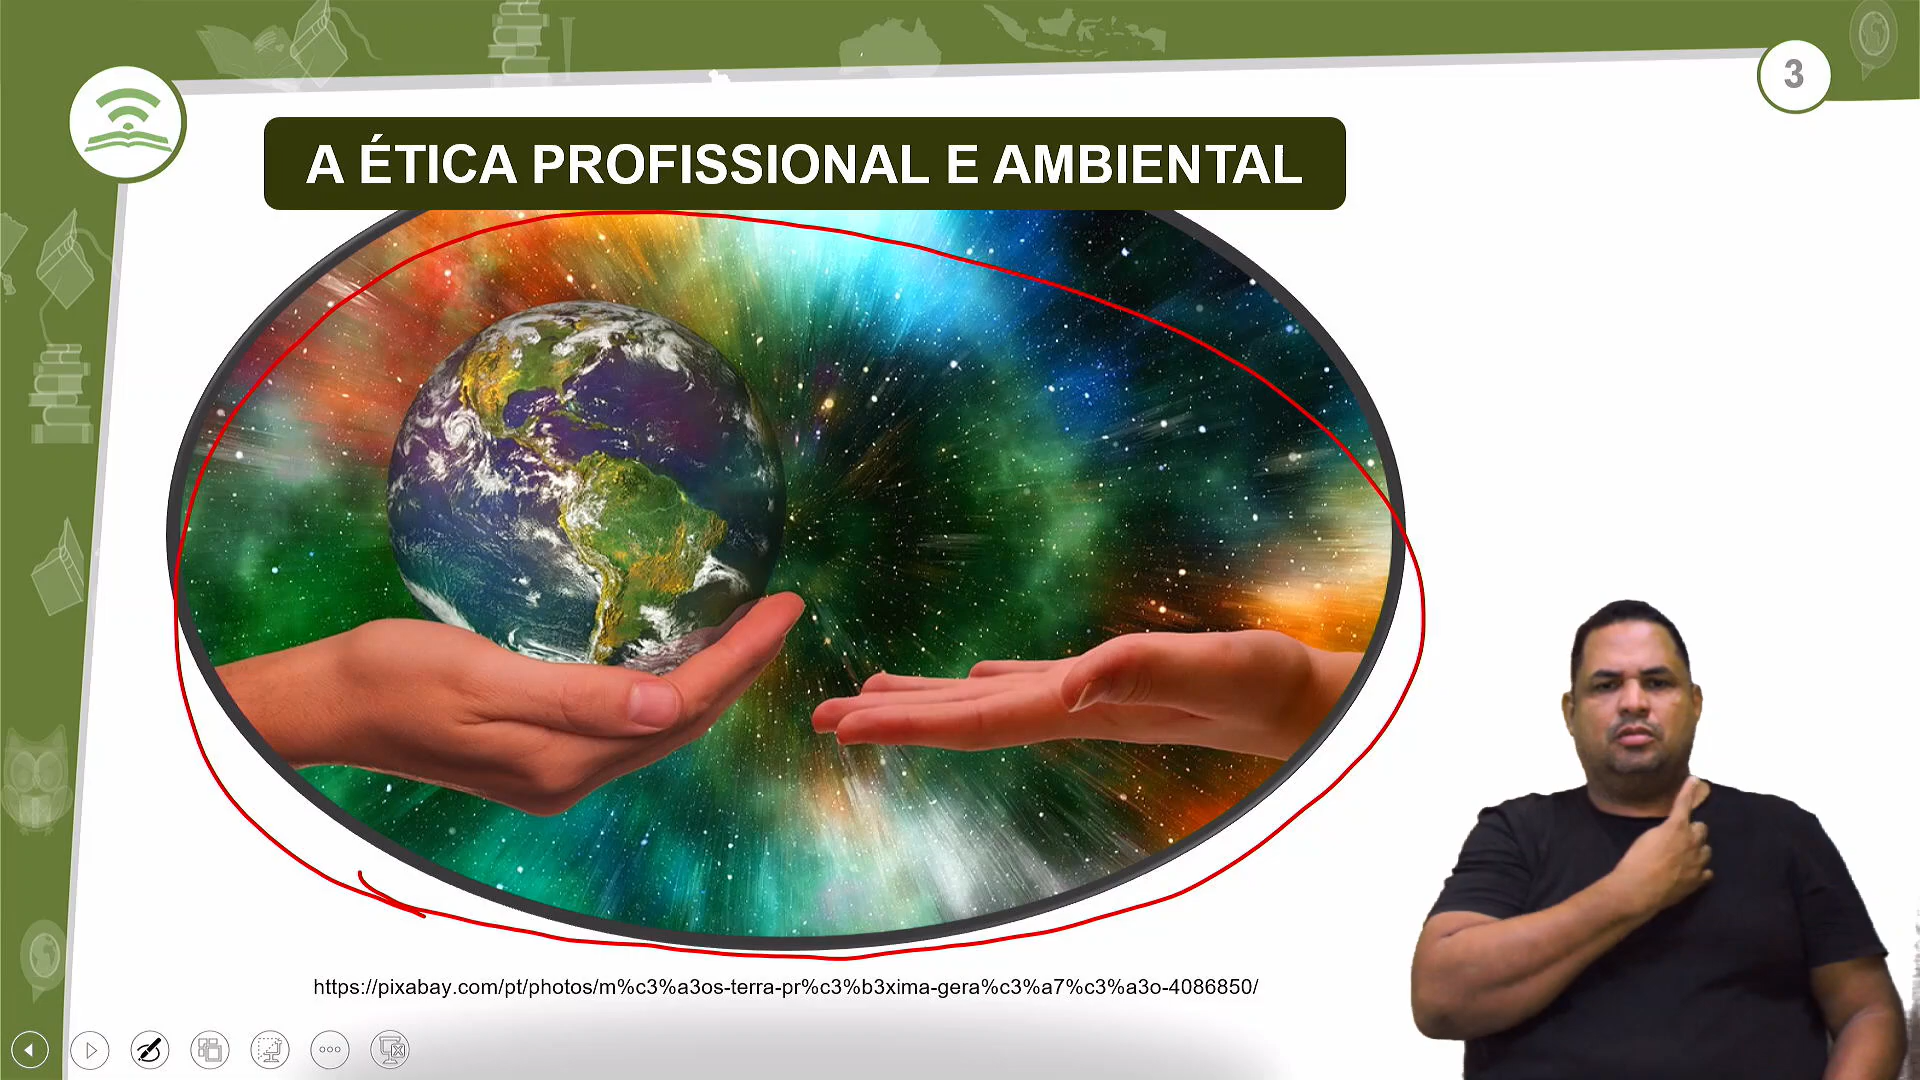 3
A ÉTICA PROFISSIONAL E AMBIENTAL
https://pixabay.com/pt/photos/m%c3%a3os-terra-pr%c3%b3xima-gera%c3%a7%c3%a3o-4086850/